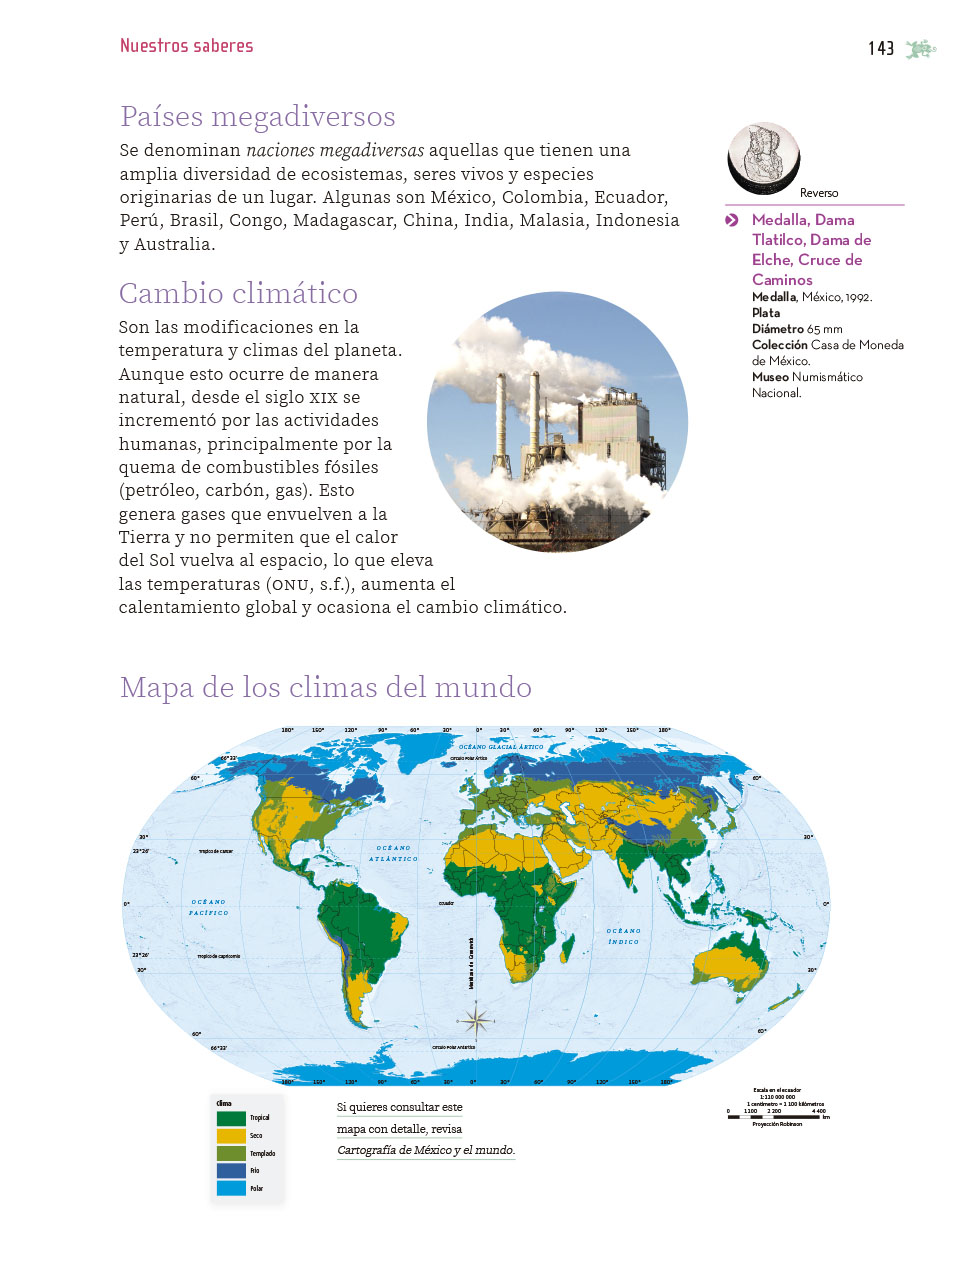 Nuestros saberes
143
Países megadiversos
Se denominan naciones megadiversas aquellas que tienen una
amplia diversidad de ecosistemas, seres vivos y especies
originarias de un lugar. Algunas son México, Colombia, Ecuador,
Perú, Brasil, Congo, Madagascar, China, India, Malasia, Indonesia
y Australia.
Reverso
Medalla, Dama
Tlatilco, Dama de
Elche, Cruce de
Caminos
Medalla, México, 1992.
Plata
Diámetro 65 mm
Colección Casa de Moneda
de México.
Museo Numismático
Nacional.
Cambio climático
Son las modificaciones en la
temperatura y climas del planeta.
Aunque esto ocurre de manera
natural, desde el siglo XIX se
incrementó por las actividades
humanas, principalmente por la
quema de combustibles fósiles
(petróleo, carbón, gas). Esto
genera gases que envuelven a la
Tierra y no permiten que el calor
del Sol vuelva al espacio, lo que eleva
las temperaturas (ONU, s.f.), aumenta el
calentamiento global y ocasiona el cambio climático.
Mapa de los climas del mundo
180° 150° 120° 90° 60° 30° 0° 30° 60° 90° 120° 150° 180°
OCÉANO GLACIAL ÁRTICO
66°33' Círculo Polar Ártico
60° 60°
30° 30°
23°26' Trópico de Cáncer
OCÉANO
ATLÁNTICO
OCÉANO
PACÍFICO
0° Ecuador 0°
OCÉANO
ÍNDICO
Meridiano de Greenwich
23°26' Trópico de Capricornio
30° 30°
60° 60°
66°33' Círculo Polar Antártico
180° 150° 120° 90° 60° 30° 0° 30° 60° 90° 120° 150° 180°
Clima
Tropical
Seco
Templado
Frío
Polar
Si quieres consultar este
mapa con detalle, revisa
Cartografía de México y el mundo.
Escala en el ecuador
1:110 000 000
1 centímetro = 1 100 kilómetros
0 1 100 2 200 4 400
km
Proyección Robinson